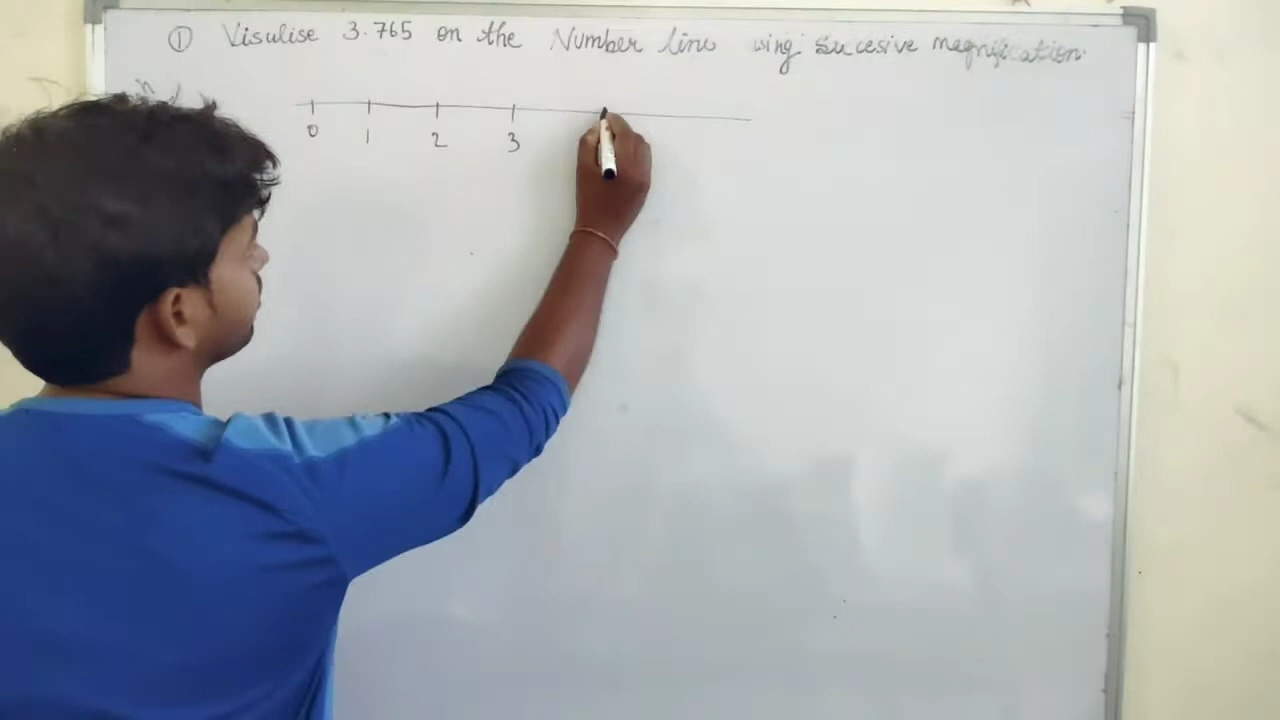 ① Visulise 3.765 on the Number line using Succesive magnification.
0 1 2 3